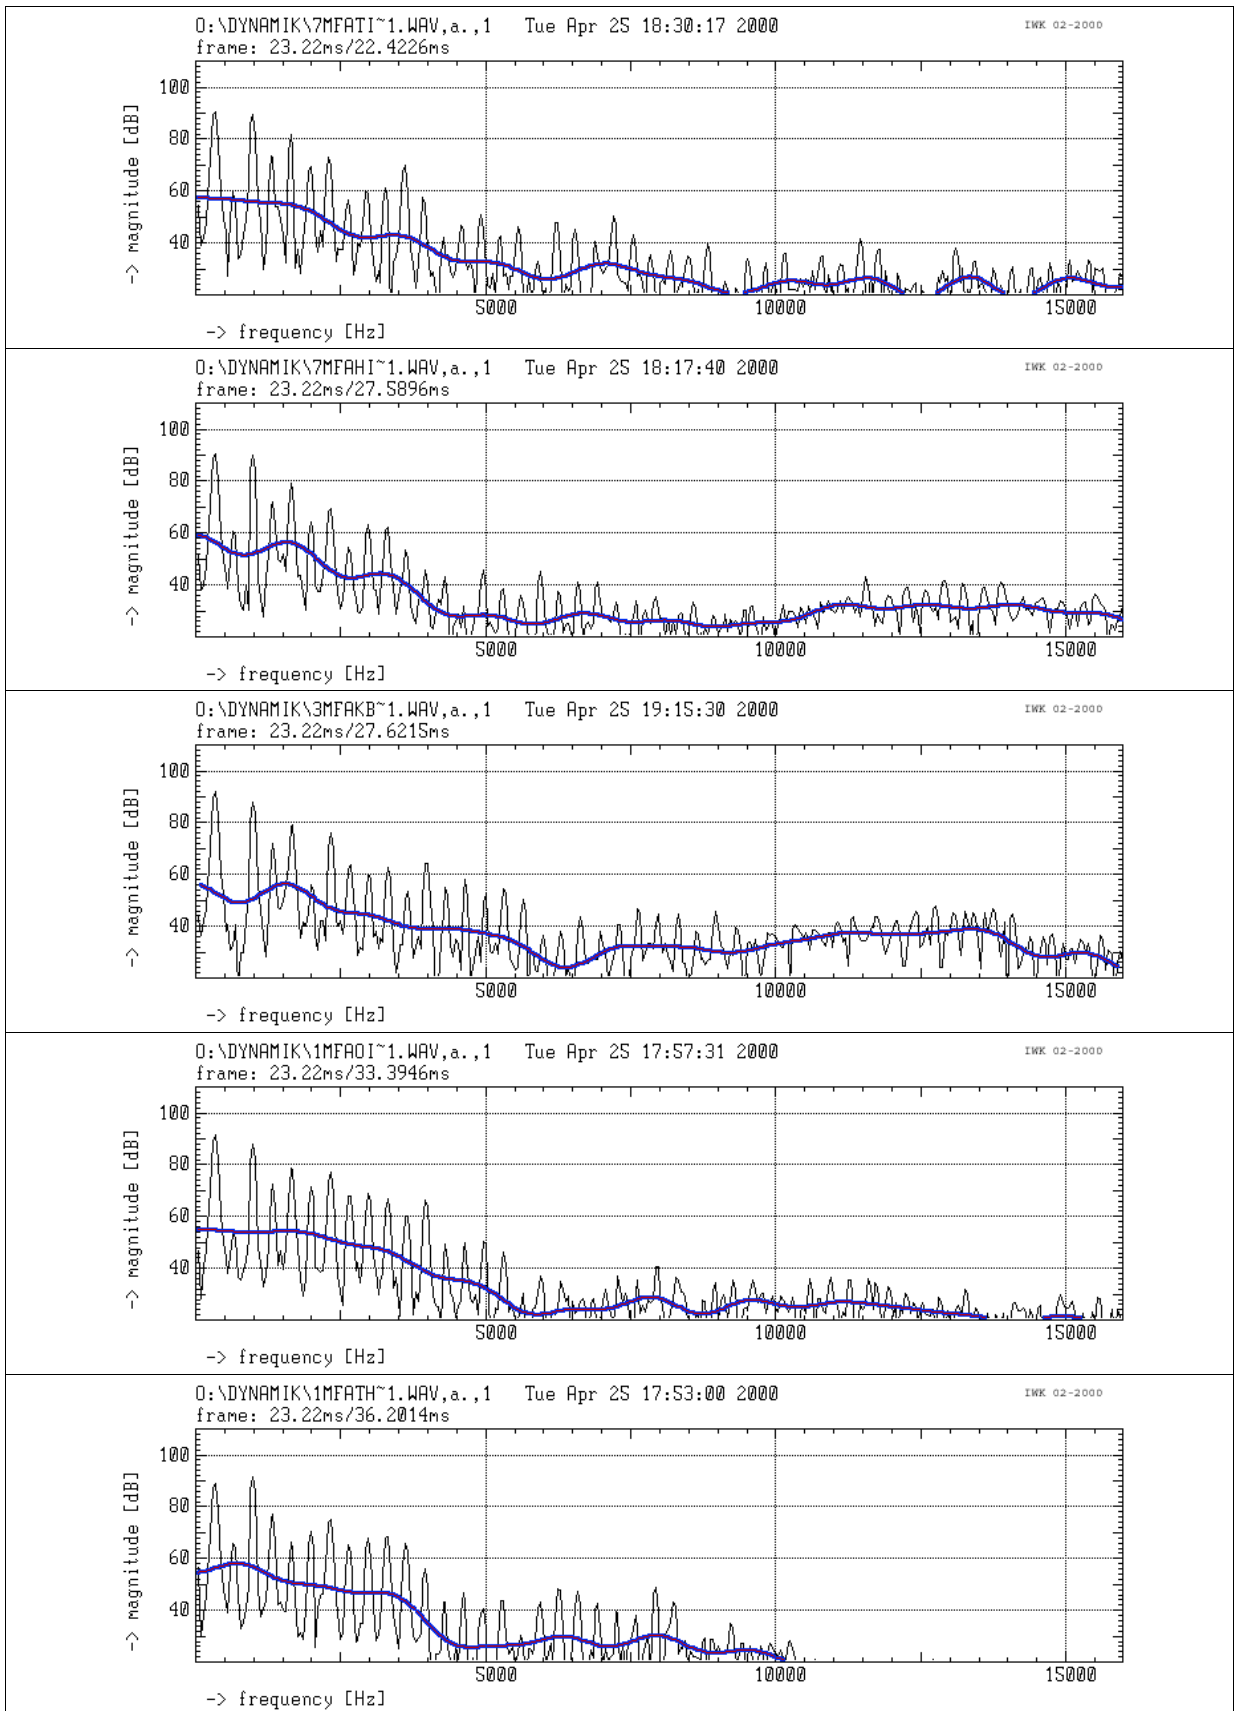 O:\DYNAMIK\7MFATI~1.WAV,a.,1 Tue Apr 25 18:30:17 2000 IWK 02-2000
frame: 23.22ms/22.4226ms
100
80
60
40
-> magnitude [dB]
5000 10000 15000
-> frequency [Hz]
O:\DYNAMIK\7MFAHI~1.WAV,a.,1 Tue Apr 25 18:17:40 2000 IWK 02-2000
frame: 23.22ms/27.5896ms
100
80
60
40
-> magnitude [dB]
5000 10000 15000
-> frequency [Hz]
O:\DYNAMIK\3MFAKB~1.WAV,a.,1 Tue Apr 25 19:15:30 2000 IWK 02-2000
frame: 23.22ms/27.6215ms
100
80
60
40
-> magnitude [dB]
5000 10000 15000
-> frequency [Hz]
O:\DYNAMIK\1MFAOI~1.WAV,a.,1 Tue Apr 25 17:57:31 2000 IWK 02-2000
frame: 23.22ms/33.3946ms
100
80
60
40
-> magnitude [dB]
5000 10000 15000
-> frequency [Hz]
O:\DYNAMIK\1MFATH~1.WAV,a.,1 Tue Apr 25 17:53:00 2000 IWK 02-2000
frame: 23.22ms/36.2014ms
100
80
60
40
-> magnitude [dB]
5000 10000 15000
-> frequency [Hz]